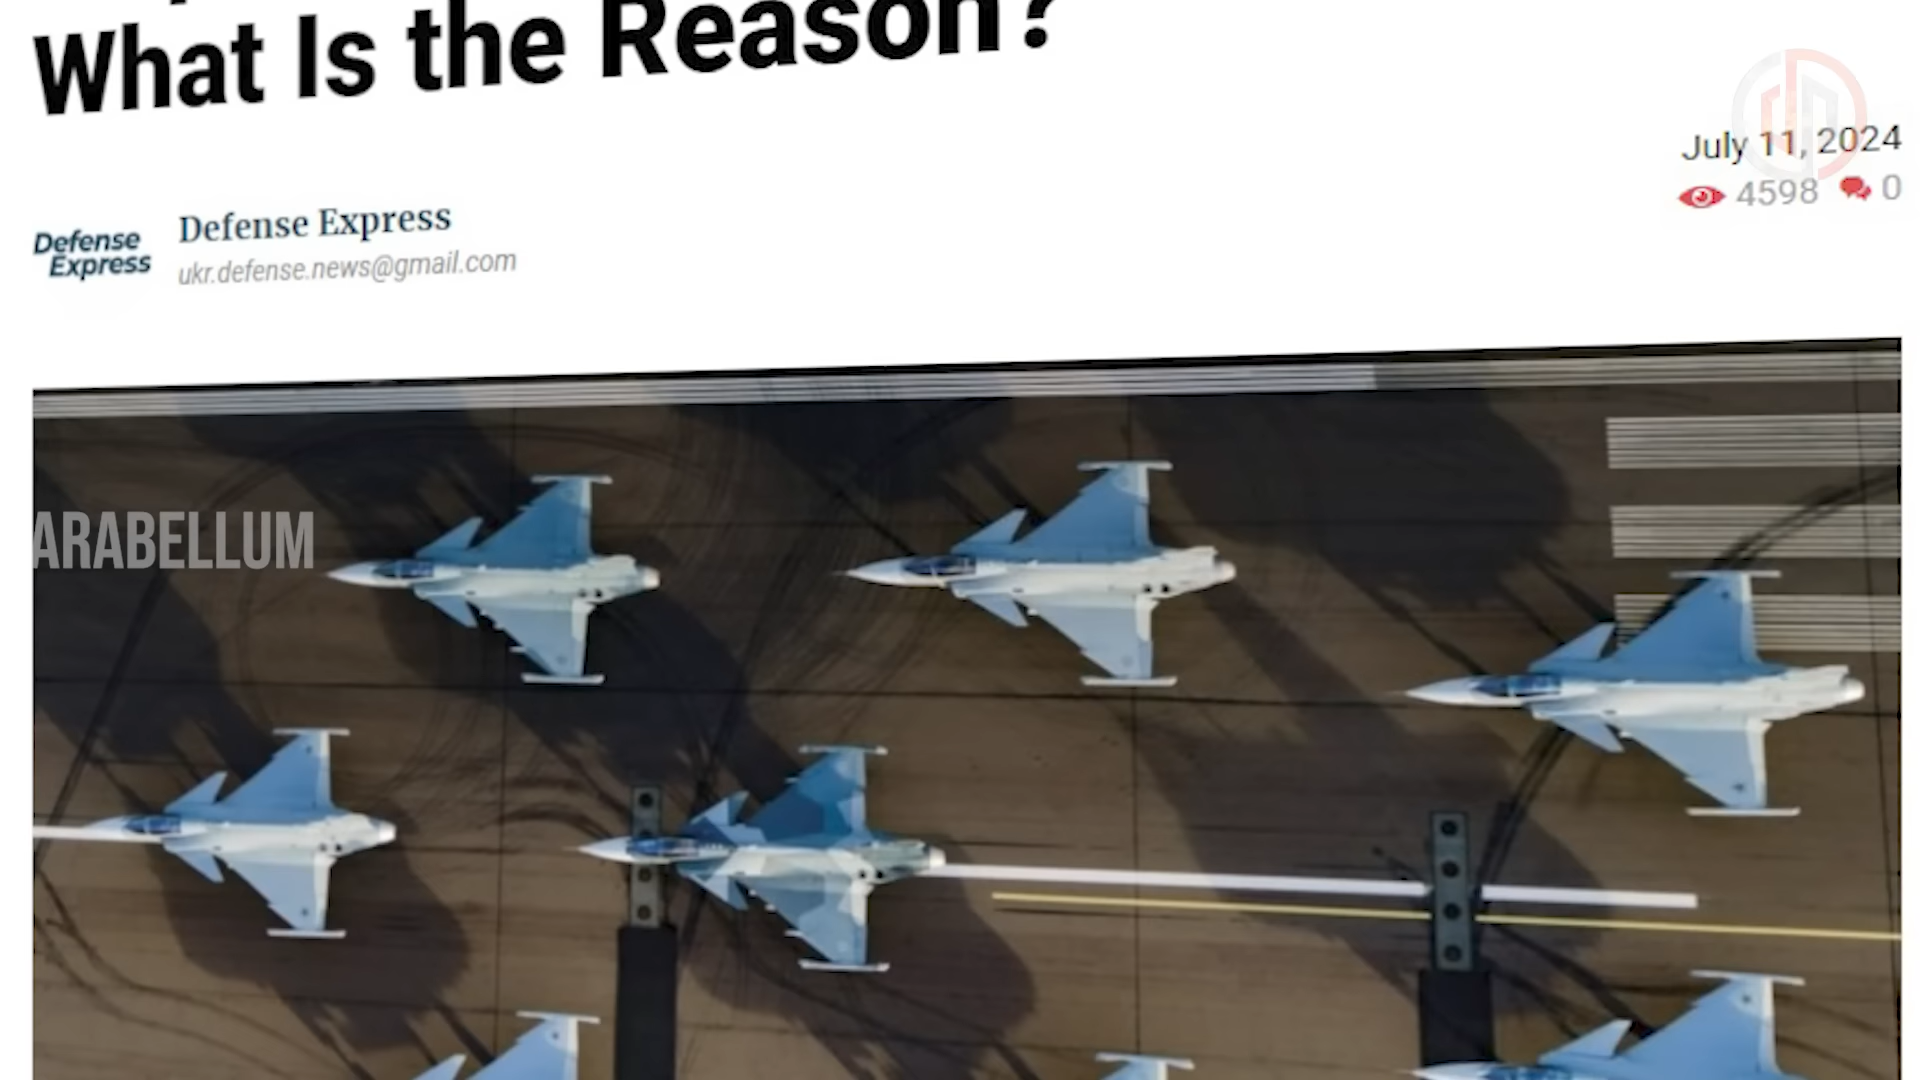 What Is the Reason?
July 11, 2024
4598 0
Defense
Express
Defense Express
ukr.defense.news@gmail.com
ARABELLUM